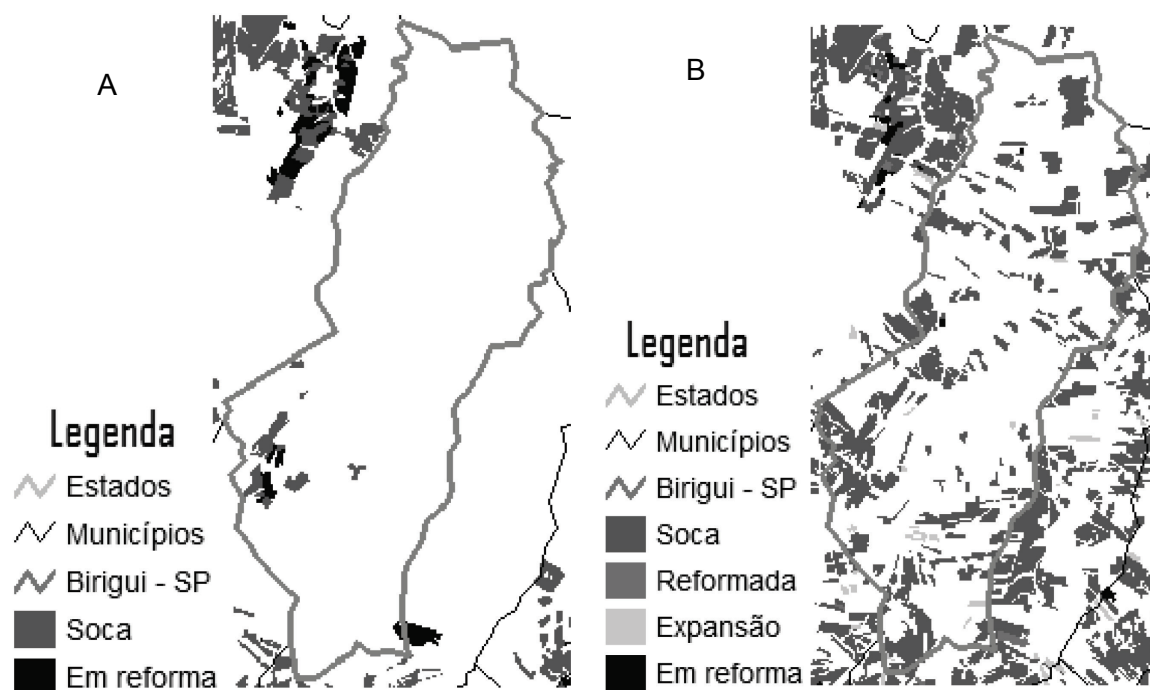 A
Legenda
Estados
Municípios
Birigui - SP
Soca
Em reforma
B
Legenda
Estados
Municípios
Birigui - SP
Soca
Reformada
Expansão
Em reforma